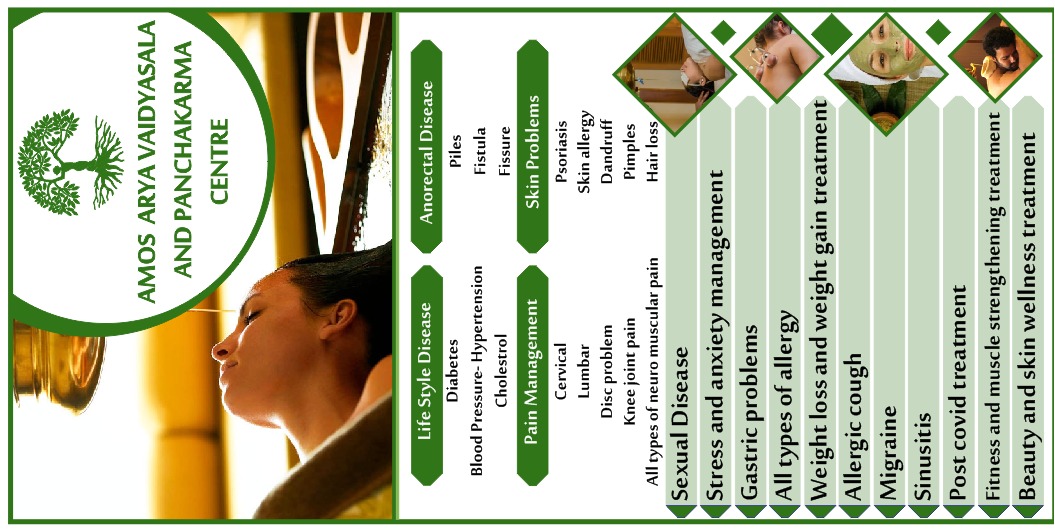 AMOS ARYA VAIDYASALA
AND PANCHAKARMA
CENTRE
Life Style Disease
Diabetes
Blood Pressure- Hypertension
Cholestrol
Anorectal Disease
Piles
Fistula
Fissure
Pain Management
Cervical
Lumbar
Disc problem
Knee joint pain
All types of neuro muscular pain
Skin Problems
Psoriasis
Skin allergy
Dandruff
Pimples
Hair loss
Sexual Disease
Stress and anxiety management
Gastric problems
All types of allergy
Weight loss and weight gain treatment
Allergic cough
Migraine
Sinusitis
Post covid treatment
Fitness and muscle strengthening treatment
Beauty and skin wellness treatment